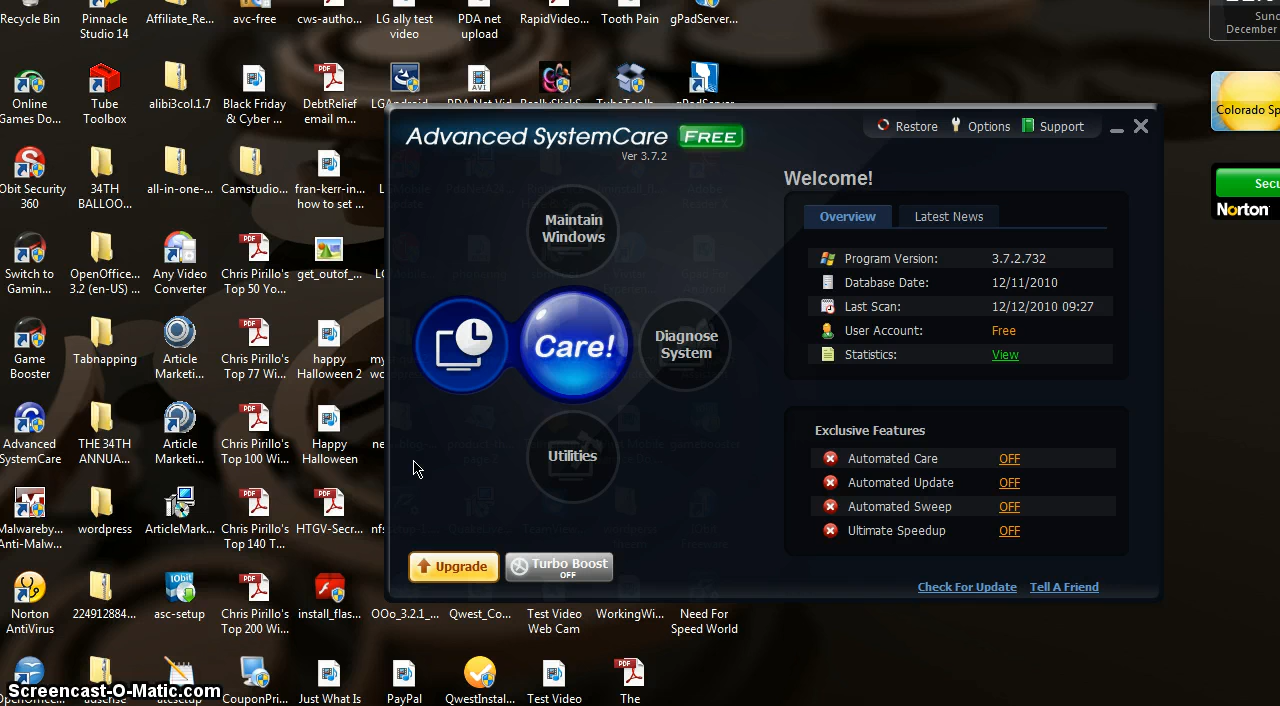 Recycle Bin
Pinnacle
Studio 14
Affiliate_Re...
avc-free
cws-autho...
LG ally test
video
PDA net
upload
RapidVideo...
Tooth Pain
gPadServer...
Sund
December
Online
Games Do...
Tube
Toolbox
alibi3col.1.7
Black Friday
& Cyber ...
DebtRelief
email m...
Colorado Sp
Obit Security
360
34TH
BALLOO...
all-in-one-...
Camstudio...
fran-kerr-in...
how to set ...
Secu
Norton
Switch to
Gamin...
OpenOffice...
3.2 (en-US) ...
Any Video
Converter
Chris Pirillo's
Top 50 Yo...
get_outof_...
Game
Booster
Tabnapping
Article
Marketi...
Chris Pirillo's
Top 77 Wi...
happy
Halloween 2
Advanced
SystemCare
THE 34TH
ANNUA...
Article
Marketi...
Chris Pirillo's
Top 100 Wi...
Happy
Halloween
Malwareby...
Anti-Malw...
wordpress
ArticleMark...
Chris Pirillo's
Top 140 T...
HTGV-Secr...
Norton
AntiVirus
224912884...
asc-setup
Chris Pirillo's
Top 200 Wi...
install_flas...
OOo_3.2.1_...
Qwest_Co...
Test Video
Web Cam
WorkingWi...
Need For
Speed World
CouponPri...
Just What Is
PayPal
QwestInstal...
Test Video
The
Advanced SystemCare FREE
Ver 3.7.2
Restore
Options
Support
Maintain
Windows
Care!
Diagnose
System
Utilities
Upgrade
Turbo Boost
OFF
Welcome!
Overview
Latest News
Program Version: 3.7.2.732
Database Date: 12/11/2010
Last Scan: 12/12/2010 09:27
User Account: Free
Statistics: View
Exclusive Features
Automated Care OFF
Automated Update OFF
Automated Sweep OFF
Ultimate Speedup OFF
Check For Update
Tell A Friend
Screencast-O-Matic.com